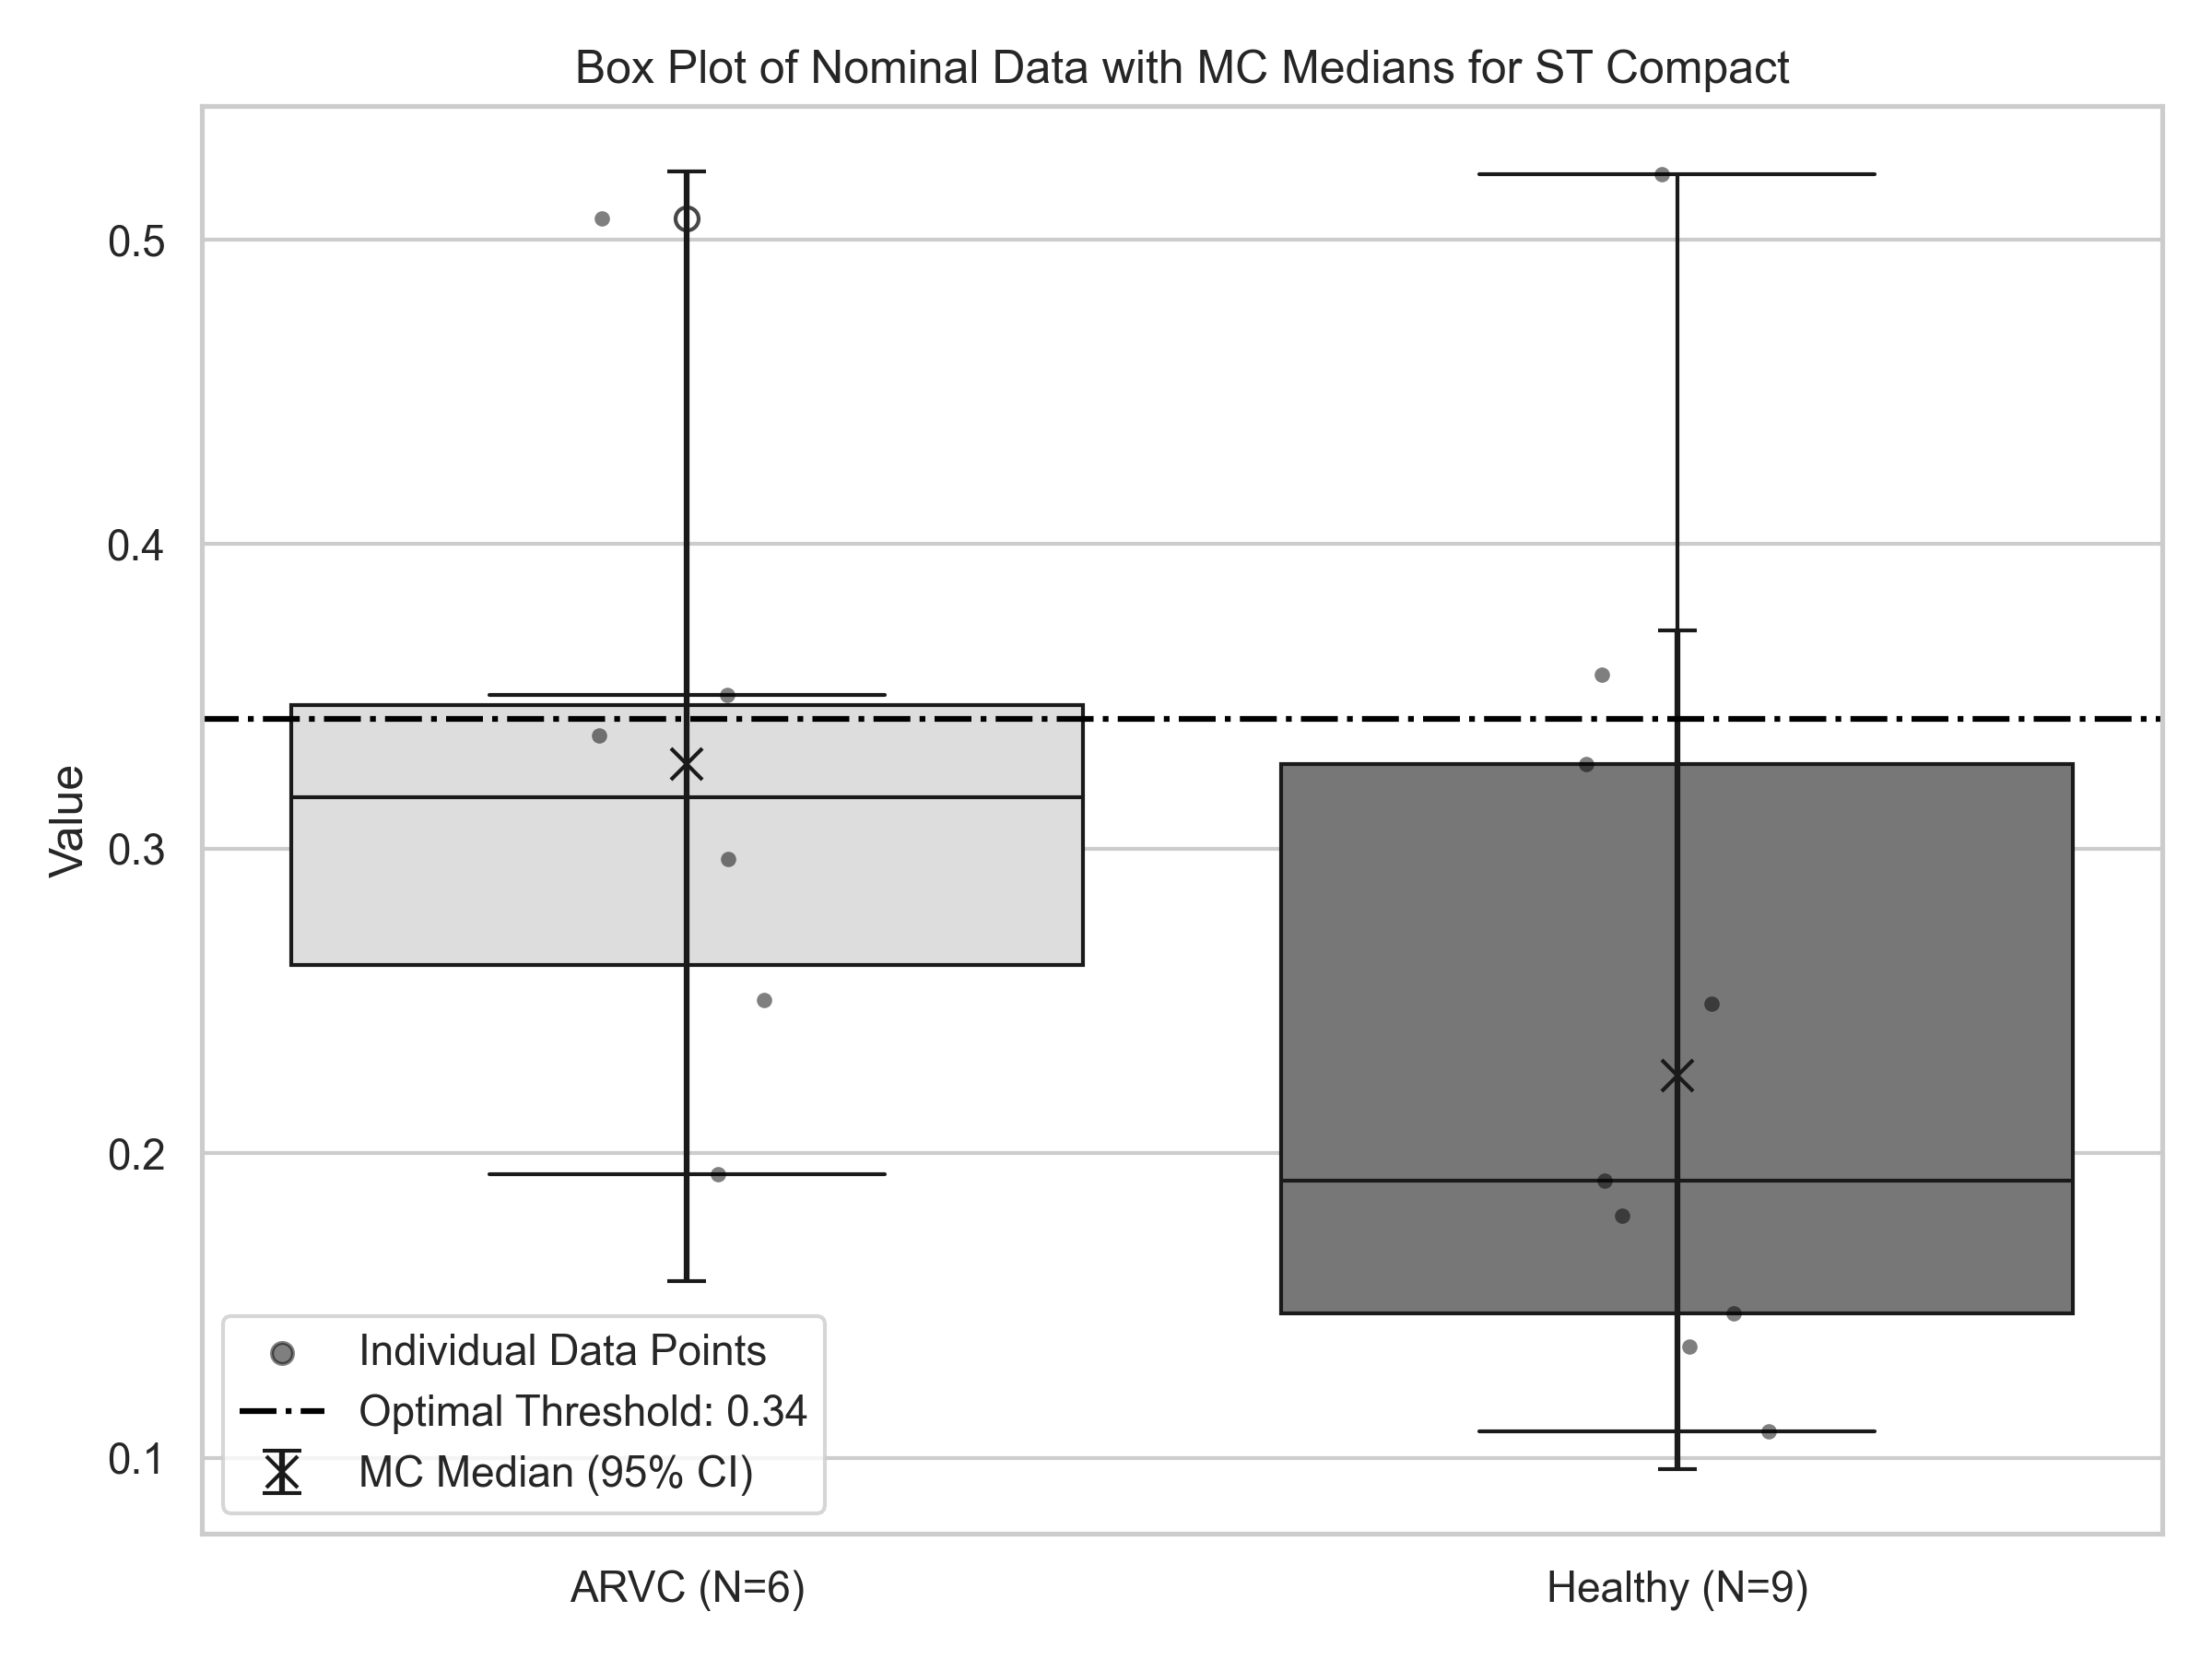 Box Plot of Nominal Data with MC Medians for ST Compact
Value
0.5
0.4
0.3
0.2
0.1
Individual Data Points
Optimal Threshold: 0.34
MC Median (95% CI)
ARVC (N=6)
Healthy (N=9)